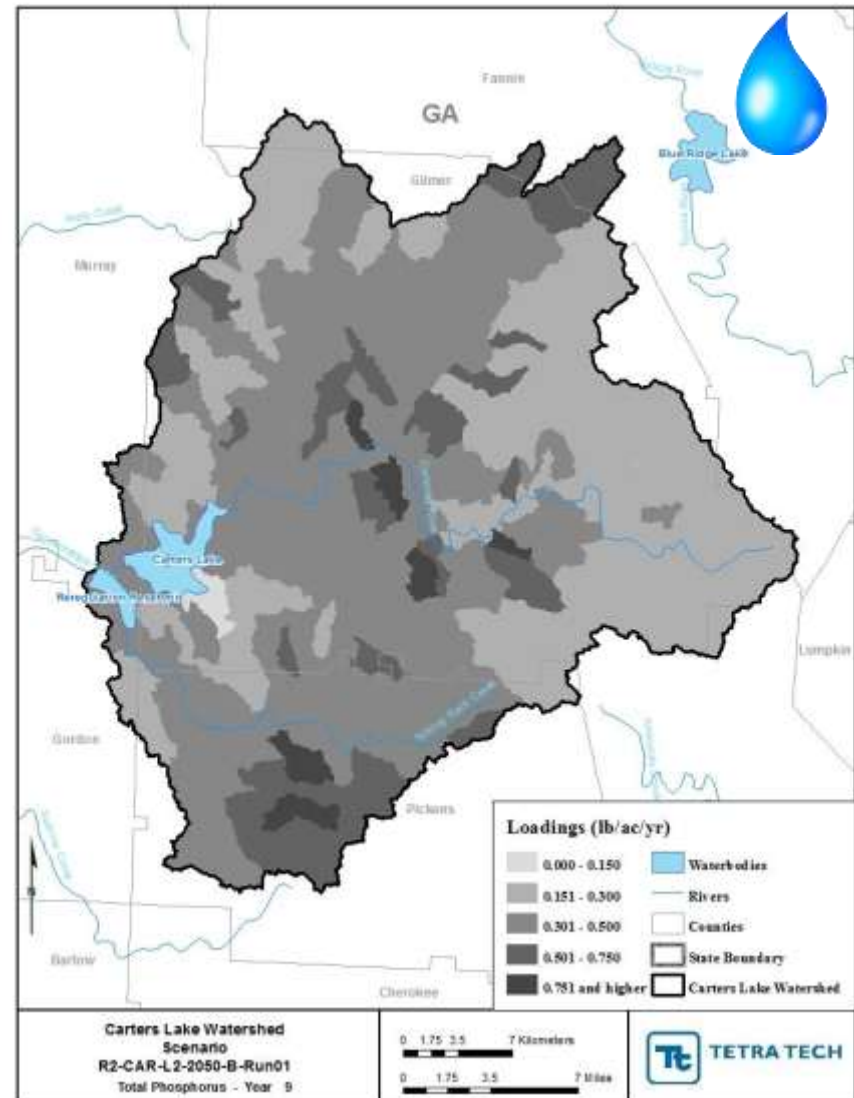 Fannin
GA
Blue Ridge Lake
Gilmer
Murray
Carters Lake
Reregulation Reservoir
Lumpkin
Gordon
Talking Rock Creek
Pickens
N
Bartow
Cherokee
Loadings (lb/ac/yr)
0.000 - 0.150
0.151 - 0.300
0.301 - 0.500
0.501 - 0.750
0.751 and higher
Waterbodies
Rivers
Counties
State Boundary
Carters Lake Watershed
Carters Lake Watershed
Scenario
R2-CAR-L2-2050-B-Run01
Total Phosphorus - Year 9
0 1.75 3.5 7 Kilometers
0 1.75 3.5 7 Miles
Tt TETRA TECH